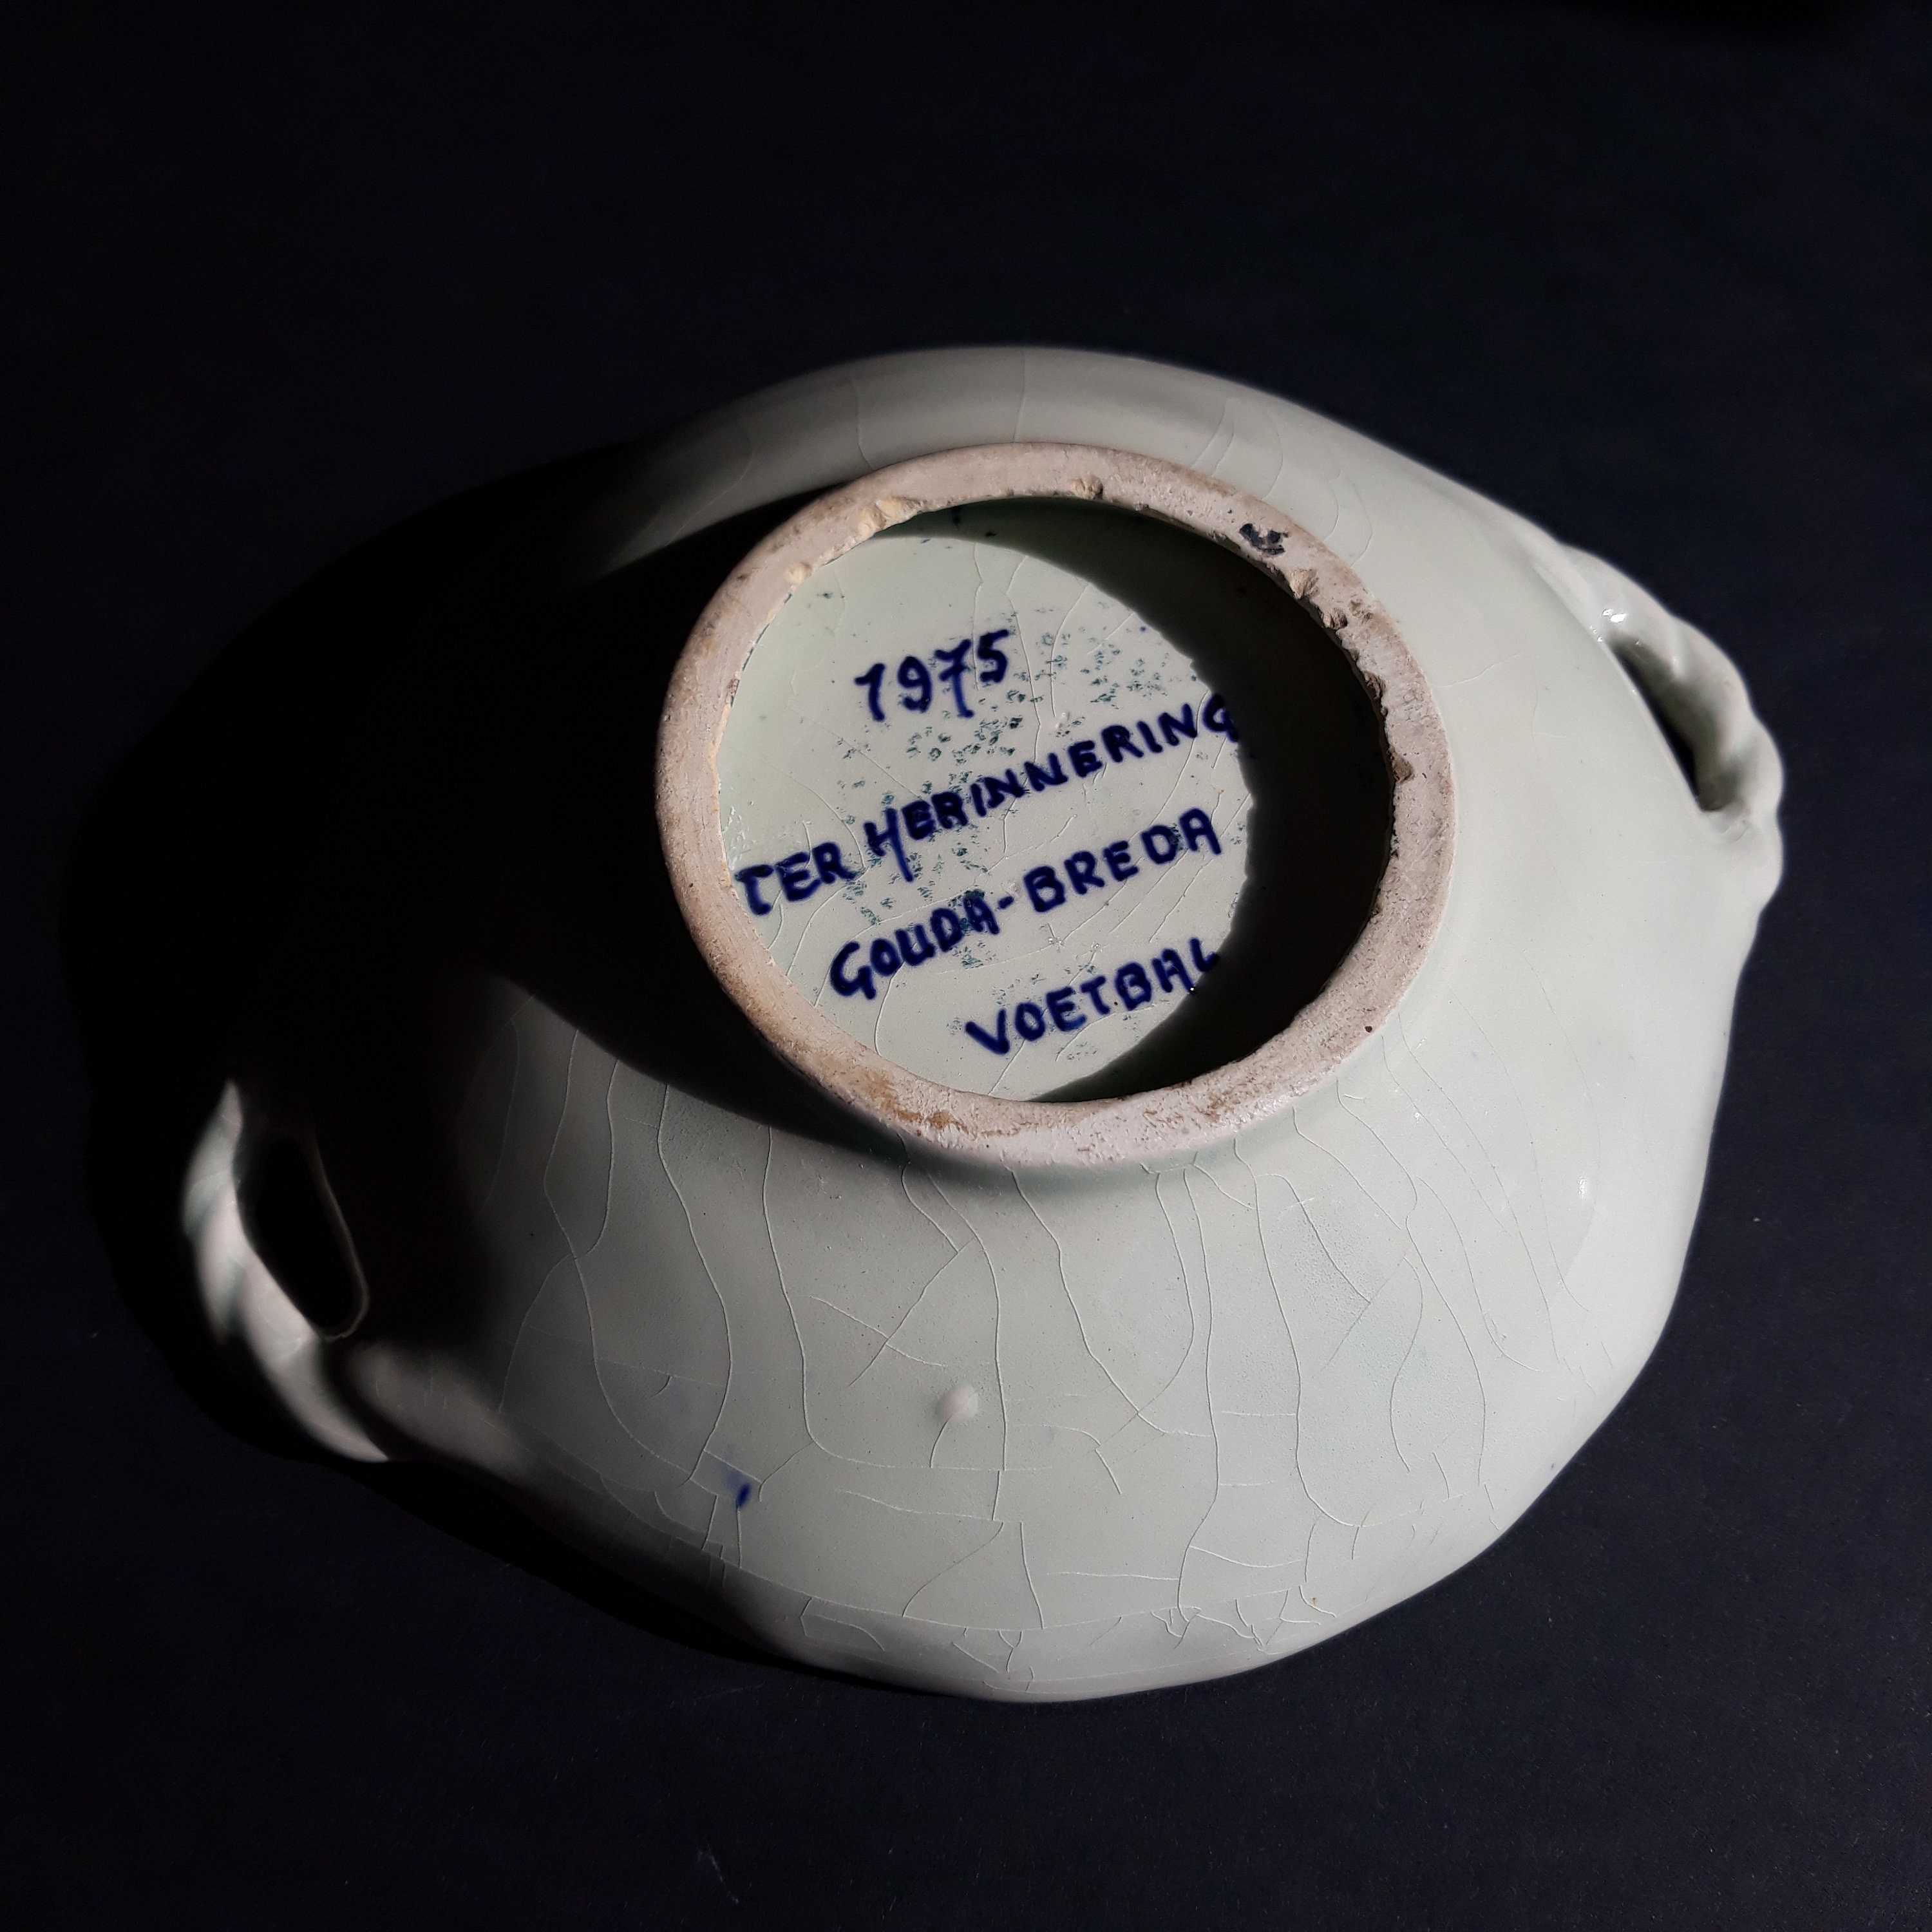 1975
TER HERINNERING
GOUDA-BREDA
VOETBAL